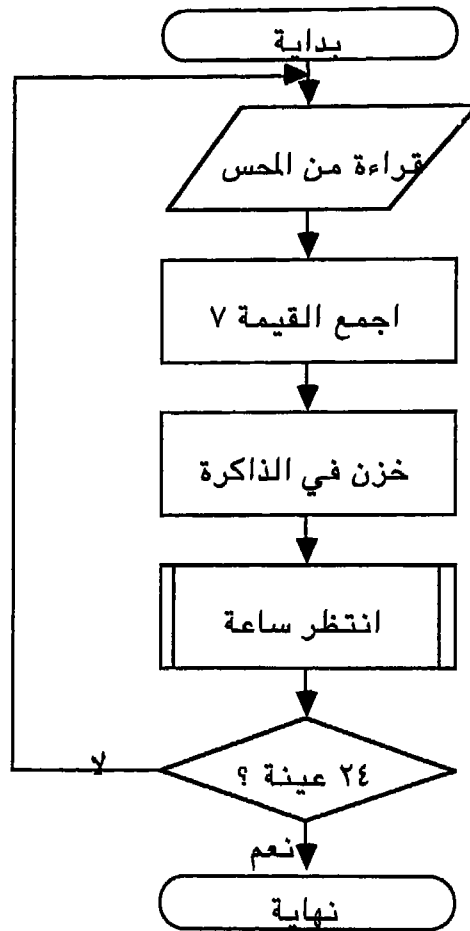 بداية
قراءة من المحس
اجمع القيمة ٧
خزن في الذاكرة
انتظر ساعة
٢٤ عينة ؟
لا
نعم
نهاية